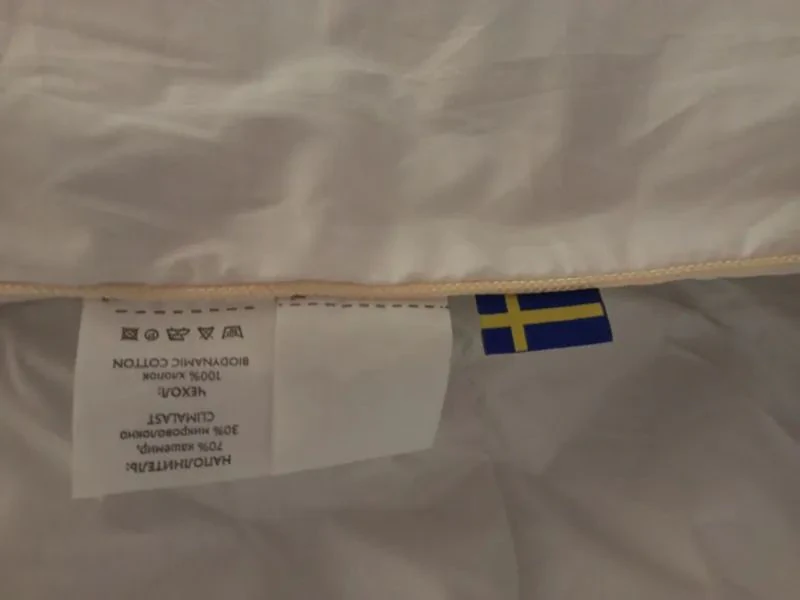 НАПОЛНИТЕЛЬ:
70% кашемир,
30% микроволокно
CLIMALAST
ЧЕХОЛ:
100% хлопок
BIODYNAMIC COTTON